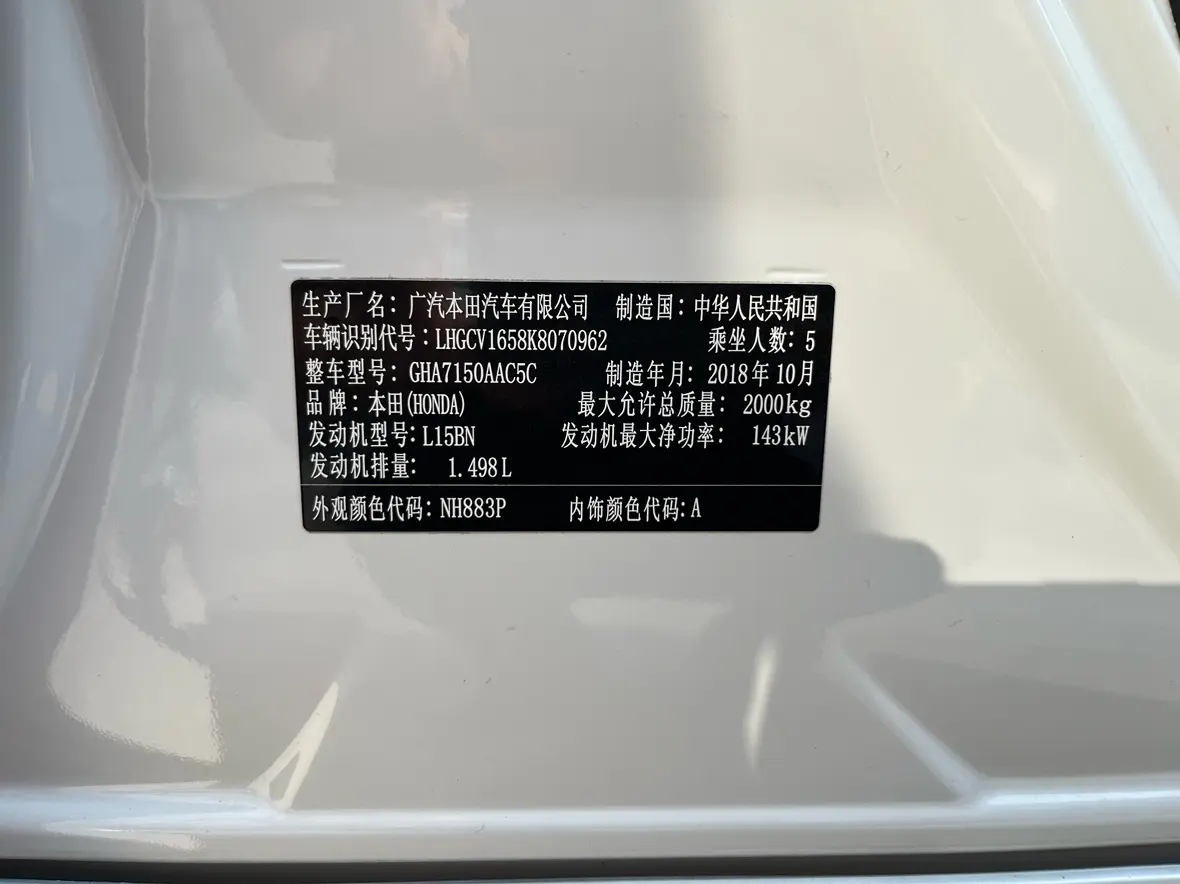 生产厂名：广汽本田汽车有限公司 制造国：中华人民共和国
车辆识别代号：LHGCV1658K8070962 乘坐人数：5
整车型号：GHA7150AAC5C 制造年月：2018年10月
品牌：本田(HONDA) 最大允许总质量：2000kg
发动机型号：L15BN 发动机最大净功率：143kW
发动机排量：1.498L
外观颜色代码：NH883P 内饰颜色代码：A